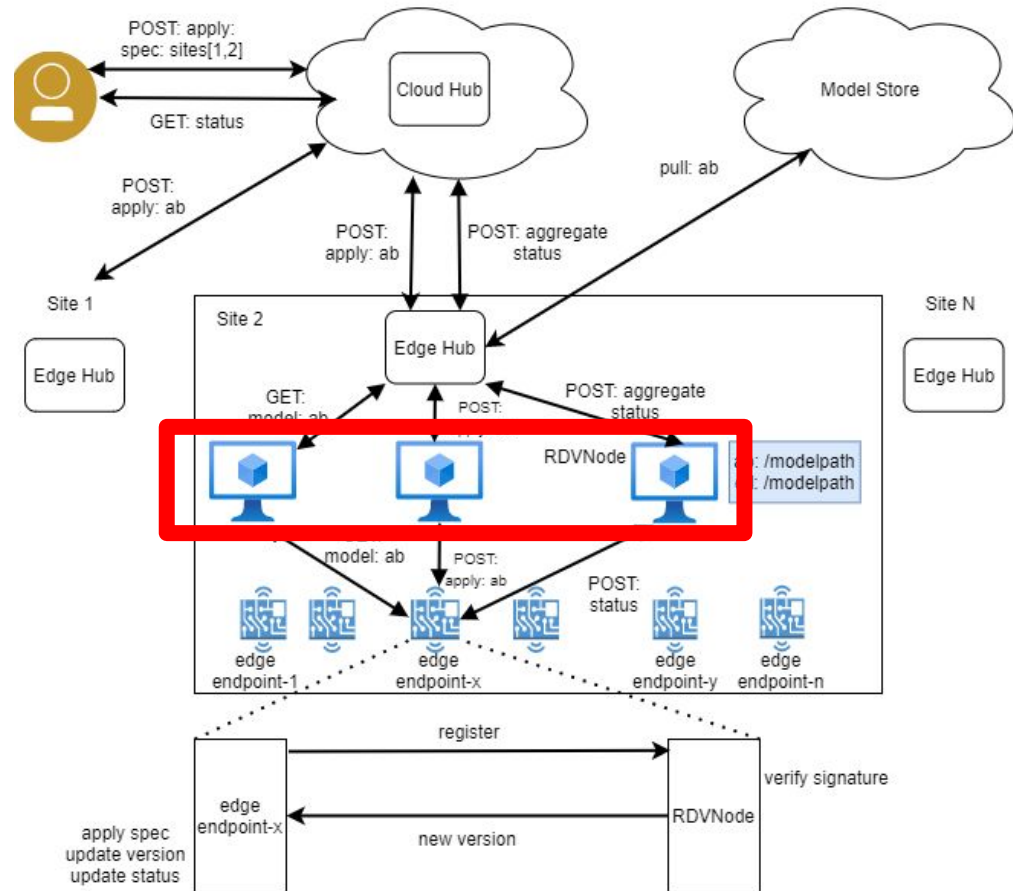 POST: apply:
spec: sites[1,2]
GET: status
Cloud Hub
Model Store
POST:
apply: ab
pull: ab
POST:
apply: ab
POST: aggregate
status
Site 1
Edge Hub
Site 2
Edge Hub
Site N
Edge Hub
GET:
model: ab
POST:
POST: aggregate
status
RDVNode
/modelpath
/modelpath
model: ab
POST:
apply: ab
POST:
status
edge
endpoint-1
edge
endpoint-x
edge
endpoint-y
edge
endpoint-n
register
edge
endpoint-x
RDVNode
verify signature
new version
apply spec
update version
update status